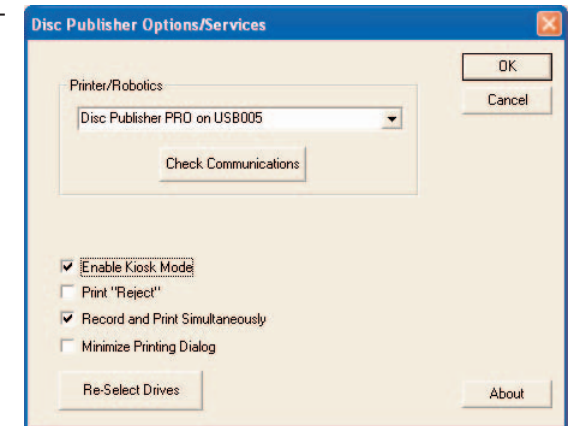 Disc Publisher Options/Services
OK
Printer/Robotics
Cancel
Disc Publisher PRO on USB005
Check Communications
Enable Kiosk Mode
Print "Reject"
Record and Print Simultaneously
Minimize Printing Dialog
Re-Select Drives
About